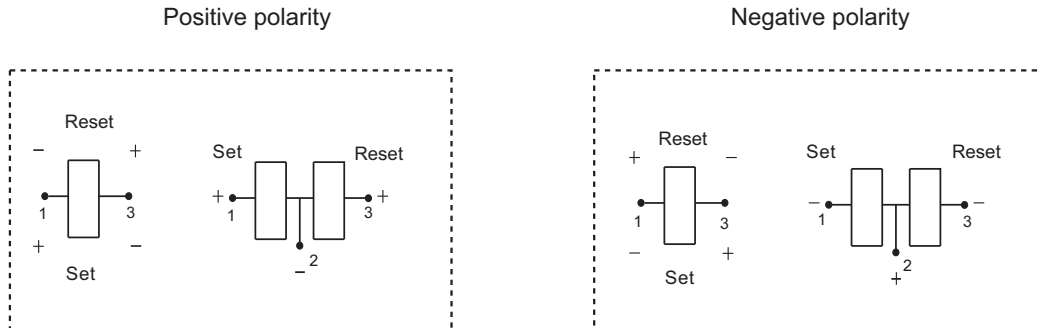 Positive polarity
Negative polarity
Reset
− +
1 3
+ −
Set
Set Reset
+ +
1 3
− 2
Reset
+ −
1 3
− +
Set
Set Reset
− −
1 3
+ 2